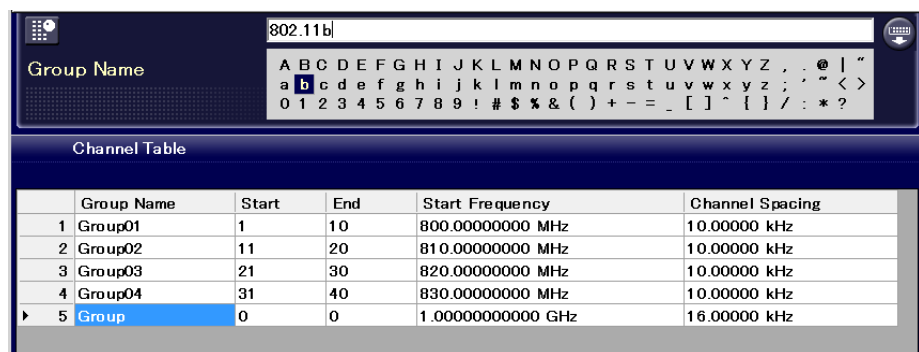 802.11b
Group Name
A B C D E F G H I J K L M N O P Q R S T U V W X Y Z , . @ | "
a b c d e f g h i j k l m n o p q r s t u v w x y z ; ' ~ < >
0 1 2 3 4 5 6 7 8 9 ! # $ % & ( ) + - = _ [ ] ^ { } / : * ?
Channel Table
Group Name Start End Start Frequency Channel Spacing
1 Group01 1 10 800.00000000 MHz 10.00000 kHz
2 Group02 11 20 810.00000000 MHz 10.00000 kHz
3 Group03 21 30 820.00000000 MHz 10.00000 kHz
4 Group04 31 40 830.00000000 MHz 10.00000 kHz
5 Group 0 0 1.00000000000 GHz 16.00000 kHz